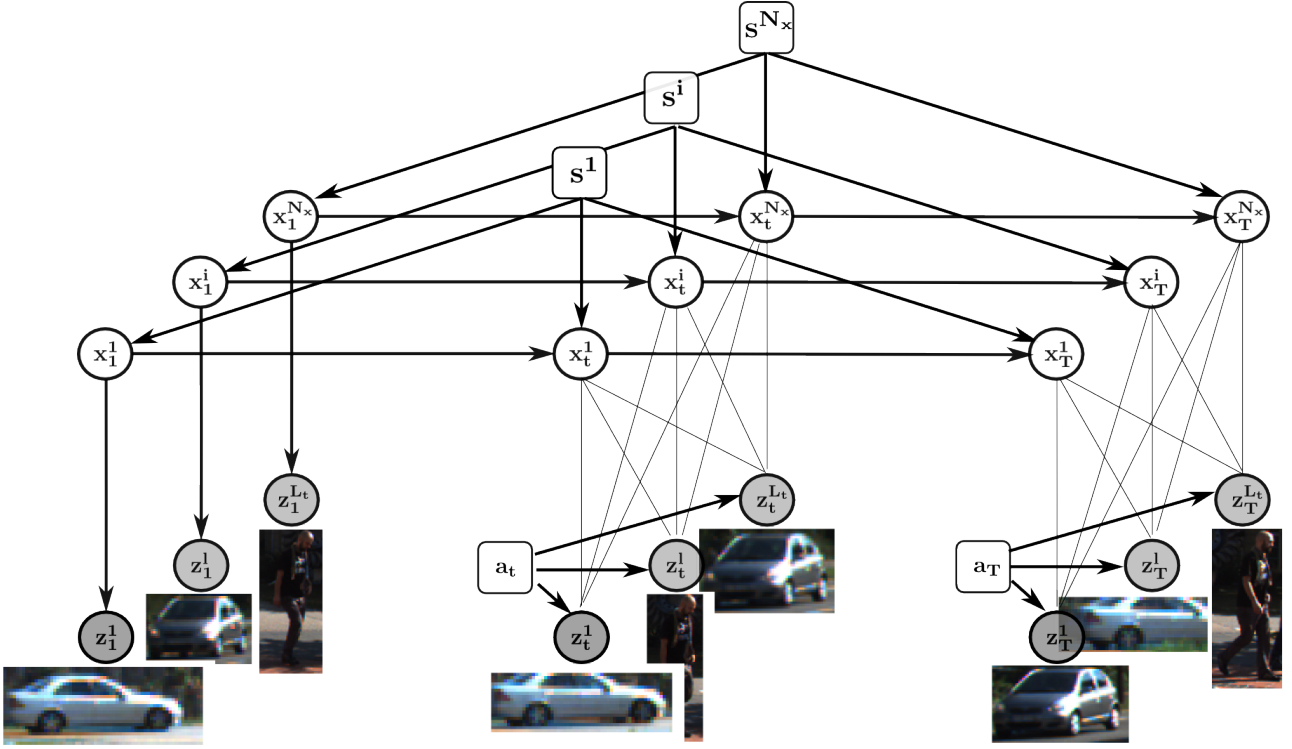 s^{N_x}
s^i
s^1
x_1^{N_x} x_t^{N_x} x_T^{N_x}
x_1^i x_t^i x_T^i
x_1^1 x_t^1 x_T^1
z_1^{L_t} z_t^{L_t} z_T^{L_t}
z_1^l a_t z_t^l a_T z_T^l
z_1^1 z_t^1 z_T^1